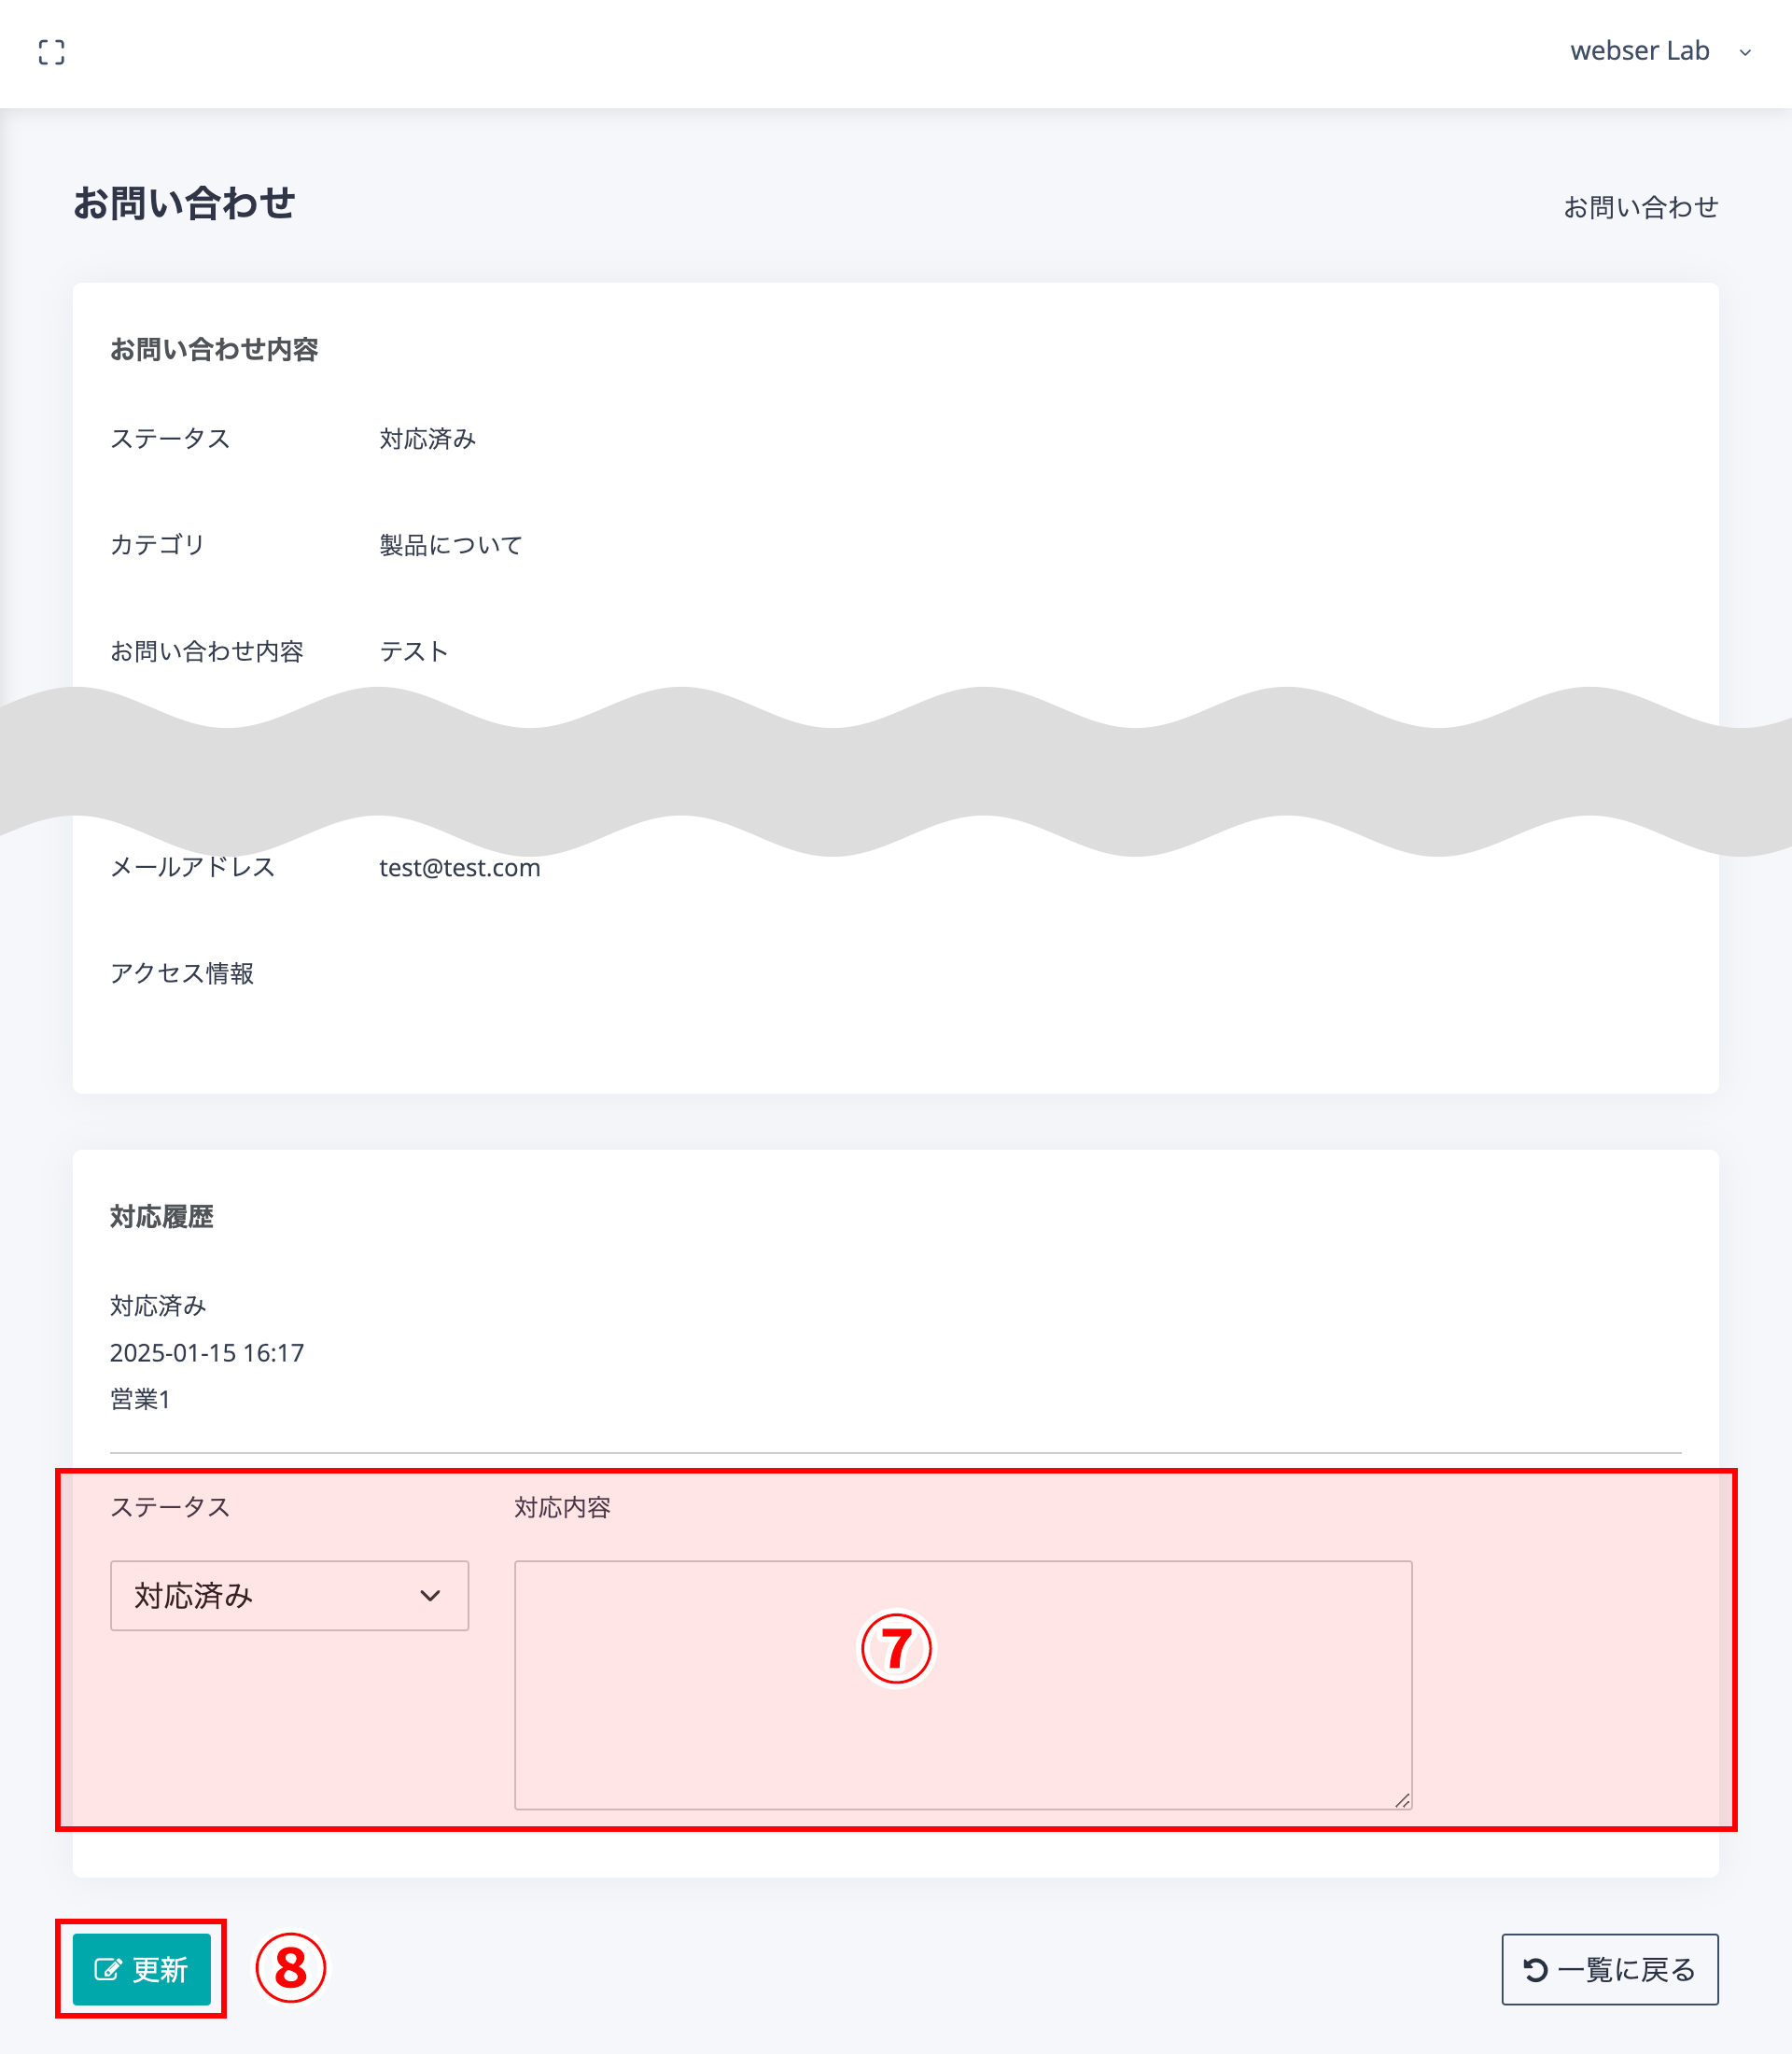 webser Lab
お問い合わせ
お問い合わせ
お問い合わせ内容
ステータス 対応済み
カテゴリ 製品について
お問い合わせ内容 テスト
メールアドレス test@test.com
アクセス情報
対応履歴
対応済み
2025-01-15 16:17
営業1
ステータス 対応内容
対応済み
⑦
更新 ⑧ 一覧に戻る